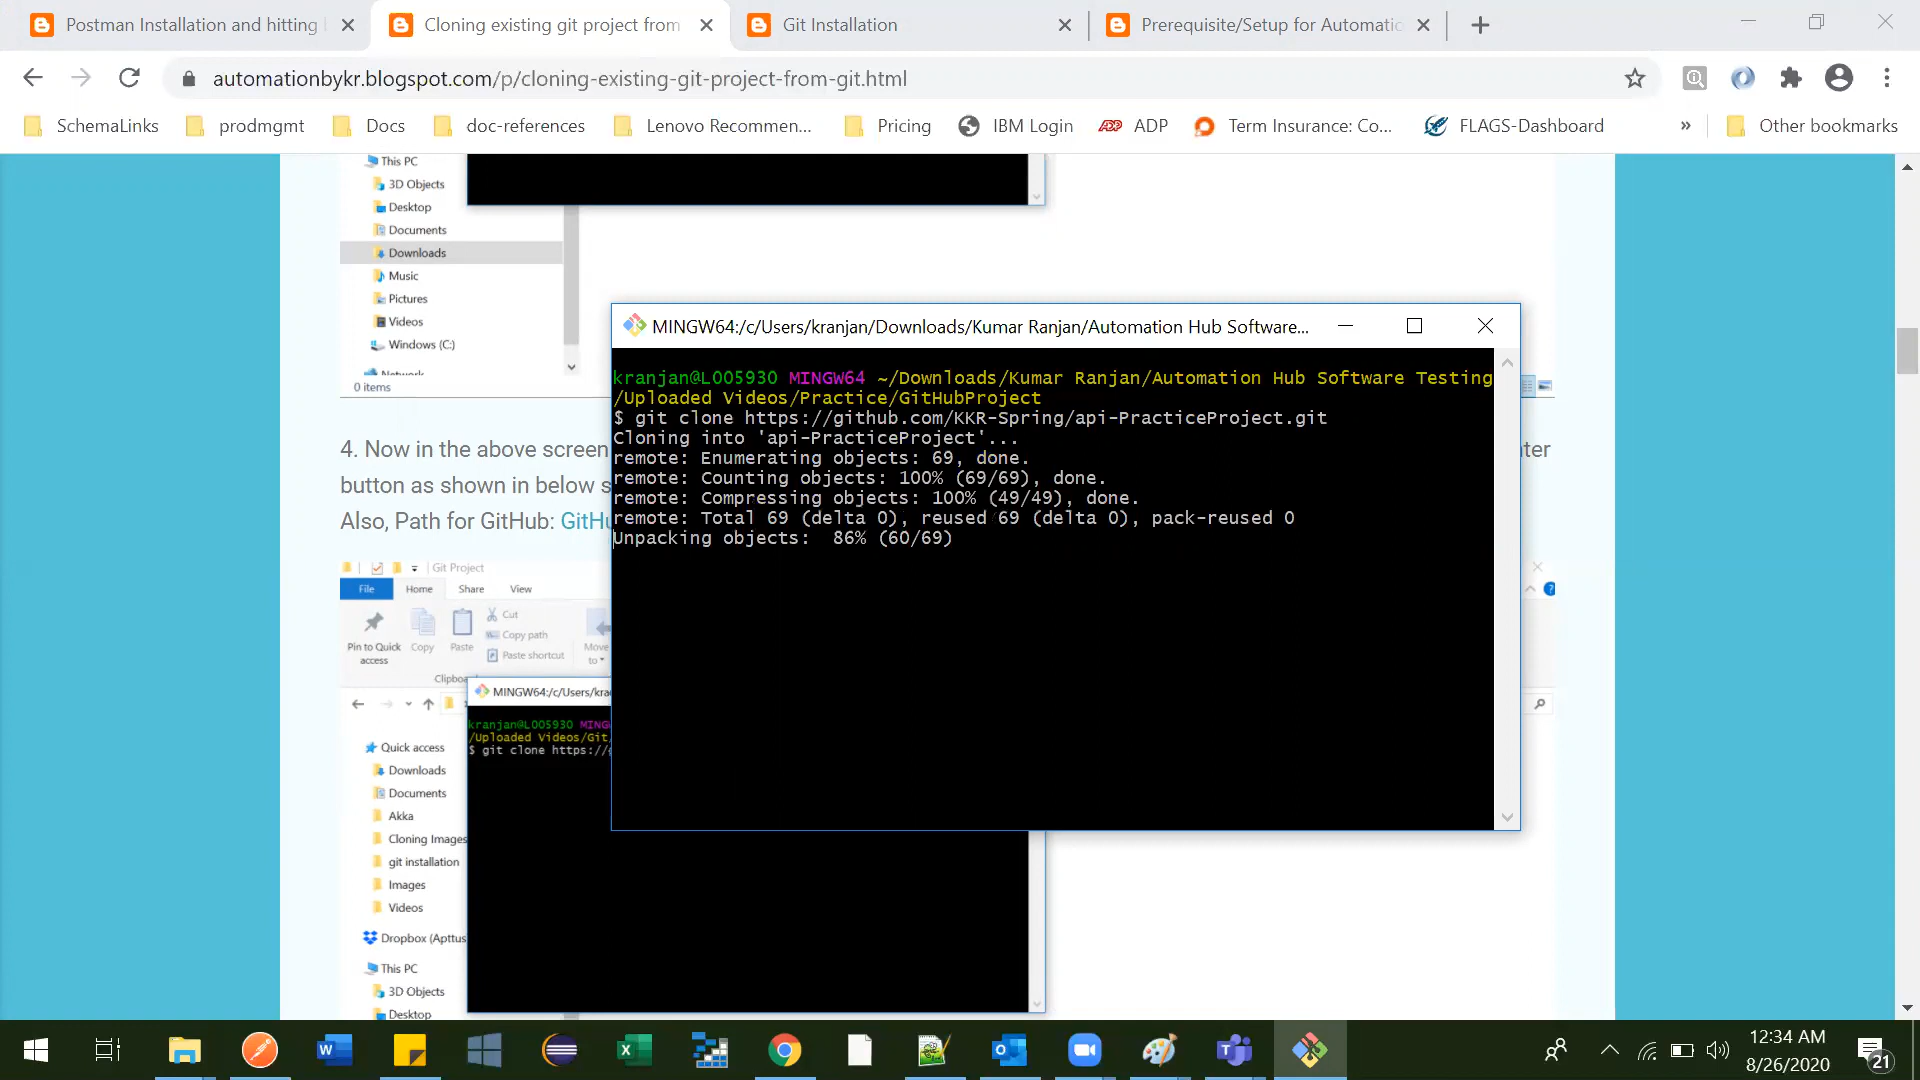 Postman Installation and hitting
Cloning existing git project from
Git Installation
Prerequisite/Setup for Automatic
automationbykr.blogspot.com/p/cloning-existing-git-project-from-git.html
SchemaLinks
prodmgmt
Docs
doc-references
Lenovo Recommen...
Pricing
IBM Login
ADP
ADP
Term Insurance: Co...
FLAGS-Dashboard
»
Other bookmarks
This PC
3D Objects
Desktop
Documents
Downloads
Music
Pictures
Videos
Windows (C:)
Network
0 items
MINGW64:/c/Users/kranjan/Downloads/Kumar Ranjan/Automation Hub Software...
kranjan@L005930 MINGW64 ~/Downloads/Kumar Ranjan/Automation Hub Software Testing
/Uploaded Videos/Practice/GitHubProject
$ git clone https://github.com/KKR-Spring/api-PracticeProject.git
Cloning into 'api-PracticeProject'...
remote: Enumerating objects: 69, done.
remote: Counting objects: 100% (69/69), done.
remote: Compressing objects: 100% (49/49), done.
remote: Total 69 (delta 0), reused 69 (delta 0), pack-reused 0
Unpacking objects:  86% (60/69)
4. Now in the above screen
button as shown in below s
Also, Path for GitHub: GitHu
Git Project
File
Home
Share
View
Pin to Quick
access
Copy
Paste
Cut
Copy path
Paste shortcut
Move
to
Clipboa
MINGW64:/c/Users/kra
kranjan@L005930 MING
/Uploaded Videos/Git/
$ git clone https://g
Quick access
Downloads
Documents
Akka
Cloning Images
git installation
Images
Videos
Dropbox (Apttus
This PC
3D Objects
Desktop
12:34 AM
8/26/2020
21